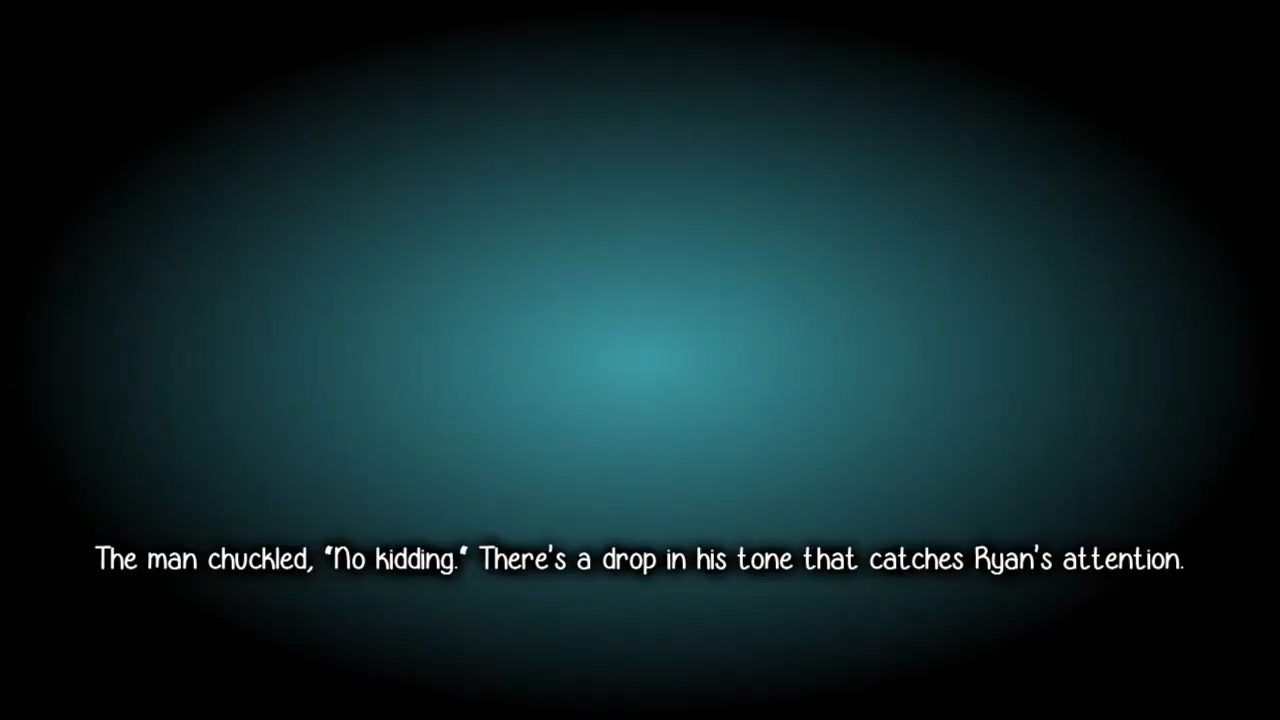 The man chuckled, "No kidding." There's a drop in his tone that catches Ryan's attention.